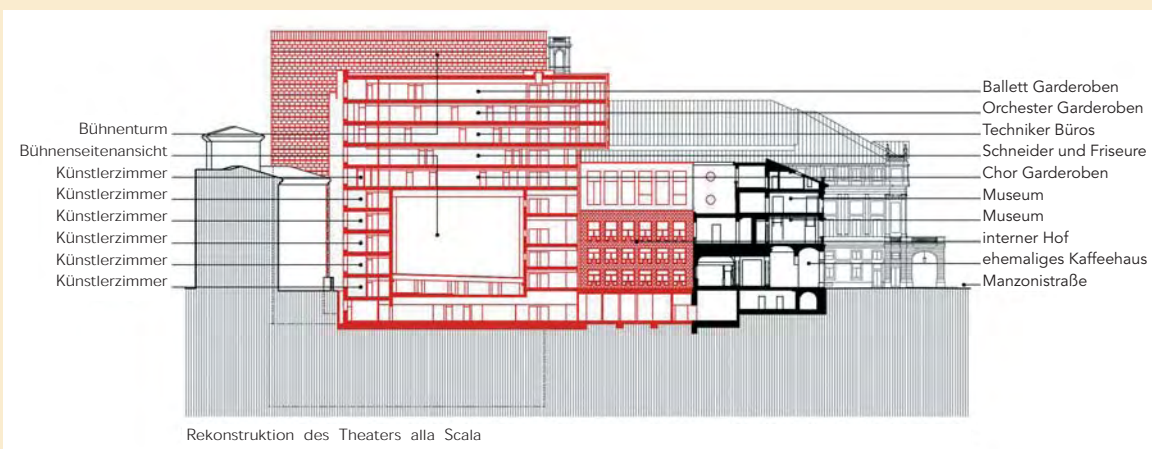 Bühnenturm
Bühnenseitenansicht
Künstlerzimmer
Künstlerzimmer
Künstlerzimmer
Künstlerzimmer
Künstlerzimmer
Künstlerzimmer
Ballett Garderoben
Orchester Garderoben
Techniker Büros
Schneider und Friseure
Chor Garderoben
Museum
Museum
interner Hof
ehemaliges Kaffeehaus
Manzonistraße
Rekonstruktion des Theaters alla Scala